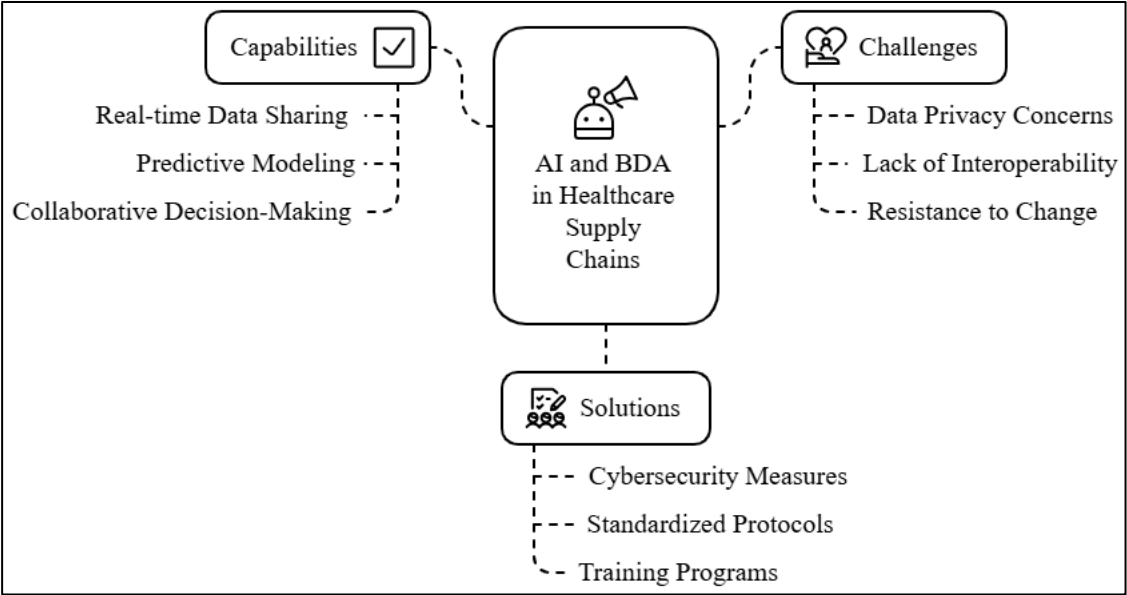 Capabilities
Real-time Data Sharing
Predictive Modeling
Collaborative Decision-Making
AI and BDA
in Healthcare
Supply
Chains
Challenges
Data Privacy Concerns
Lack of Interoperability
Resistance to Change
Solutions
Cybersecurity Measures
Standardized Protocols
Training Programs